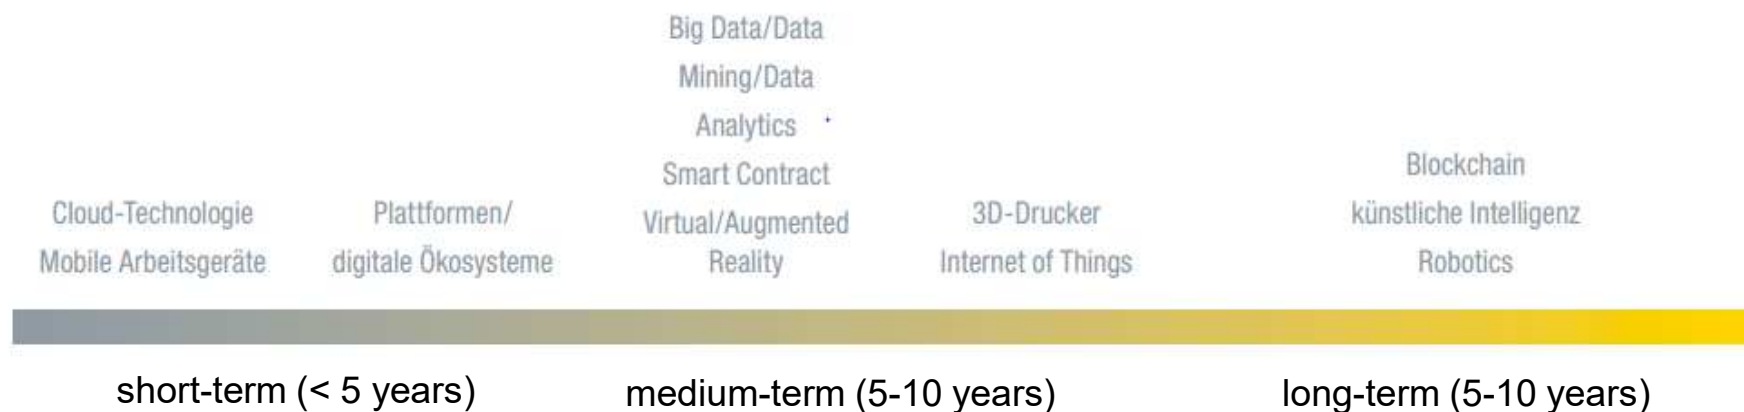 Cloud-Technologie
Mobile Arbeitsgeräte
Plattformen/
digitale Ökosysteme
Big Data/Data
Mining/Data
Analytics
Smart Contract
Virtual/Augmented
Reality
3D-Drucker
Internet of Things
Blockchain
künstliche Intelligenz
Robotics
short-term (< 5 years)
medium-term (5-10 years)
long-term (5-10 years)